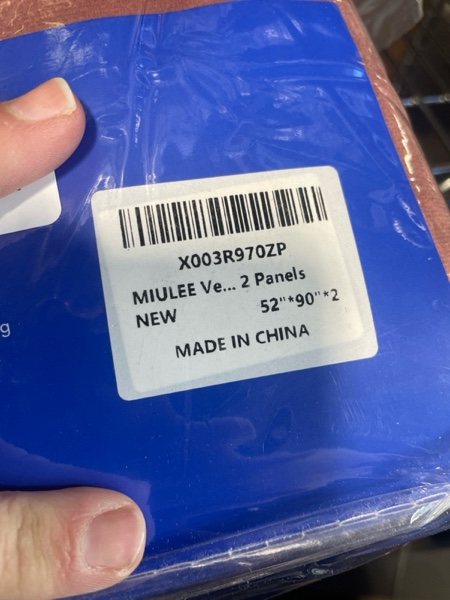 X003R970ZP
MIULEE Ve... 2 Panels
NEW 52"*90"*2
MADE IN CHINA
g